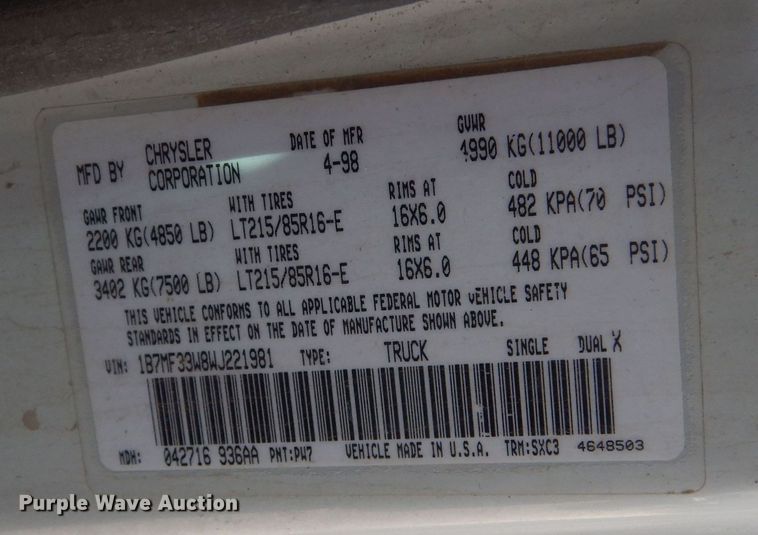 MFD BY CHRYSLER CORPORATION DATE OF MFR 4-98 GVWR 4990 KG(11000 LB)
GAWR FRONT WITH TIRES RIMS AT COLD
2200 KG(4850 LB) LT215/85R16-E 16X6.0 482 KPA(70 PSI)
GAWR REAR WITH TIRES RIMS AT COLD
3402 KG(7500 LB) LT215/85R16-E 16X6.0 448 KPA(65 PSI)
THIS VEHICLE CONFORMS TO ALL APPLICABLE FEDERAL MOTOR VEHICLE SAFETY
STANDARDS IN EFFECT ON THE DATE OF MANUFACTURE SHOWN ABOVE.
VIN: 1B7MF33W8WJ221981 TYPE: TRUCK SINGLE DUAL X
MDH: 042716 936AA PNT:PW7 VEHICLE MADE IN U.S.A. TRM:SXC3 4648503
Purple Wave Auction